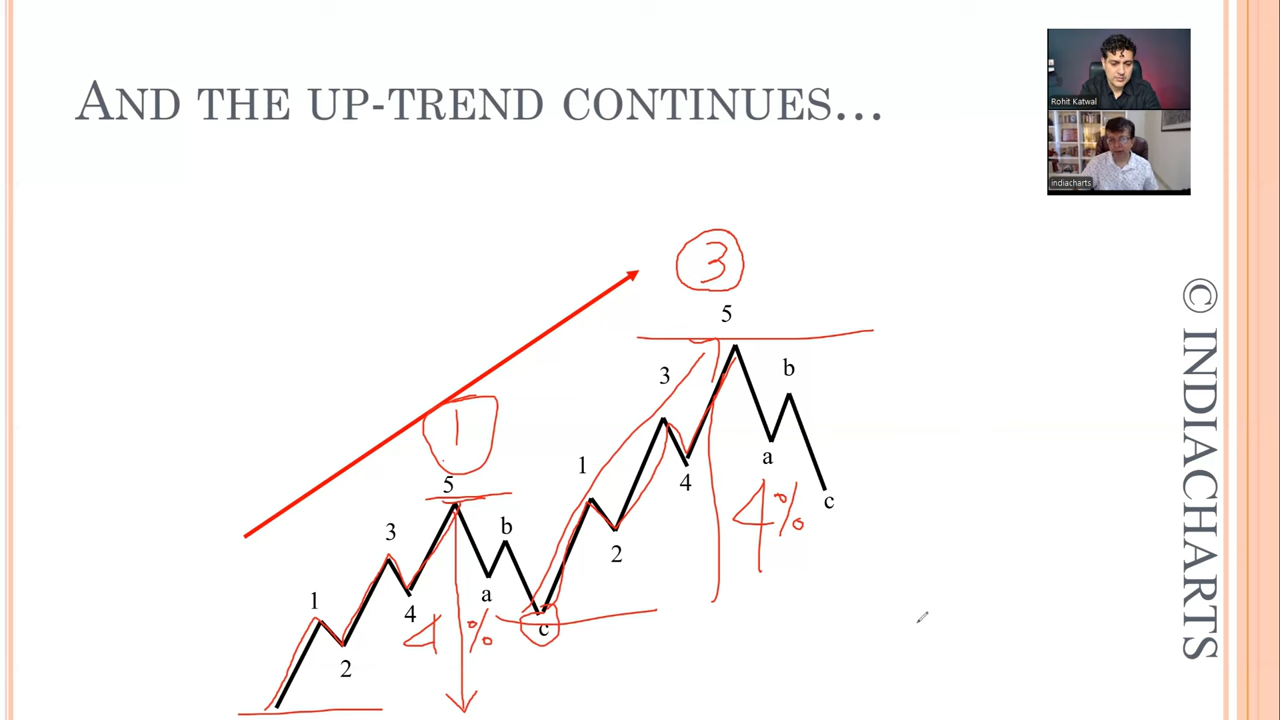 AND THE UP-TREND CONTINUES...
Rohit Katwal
indiacharts
© INDIACHARTS
3
5
b
3
1
1
a
5
4
c
4%
b
3
2
a
1
4
4%
c
2